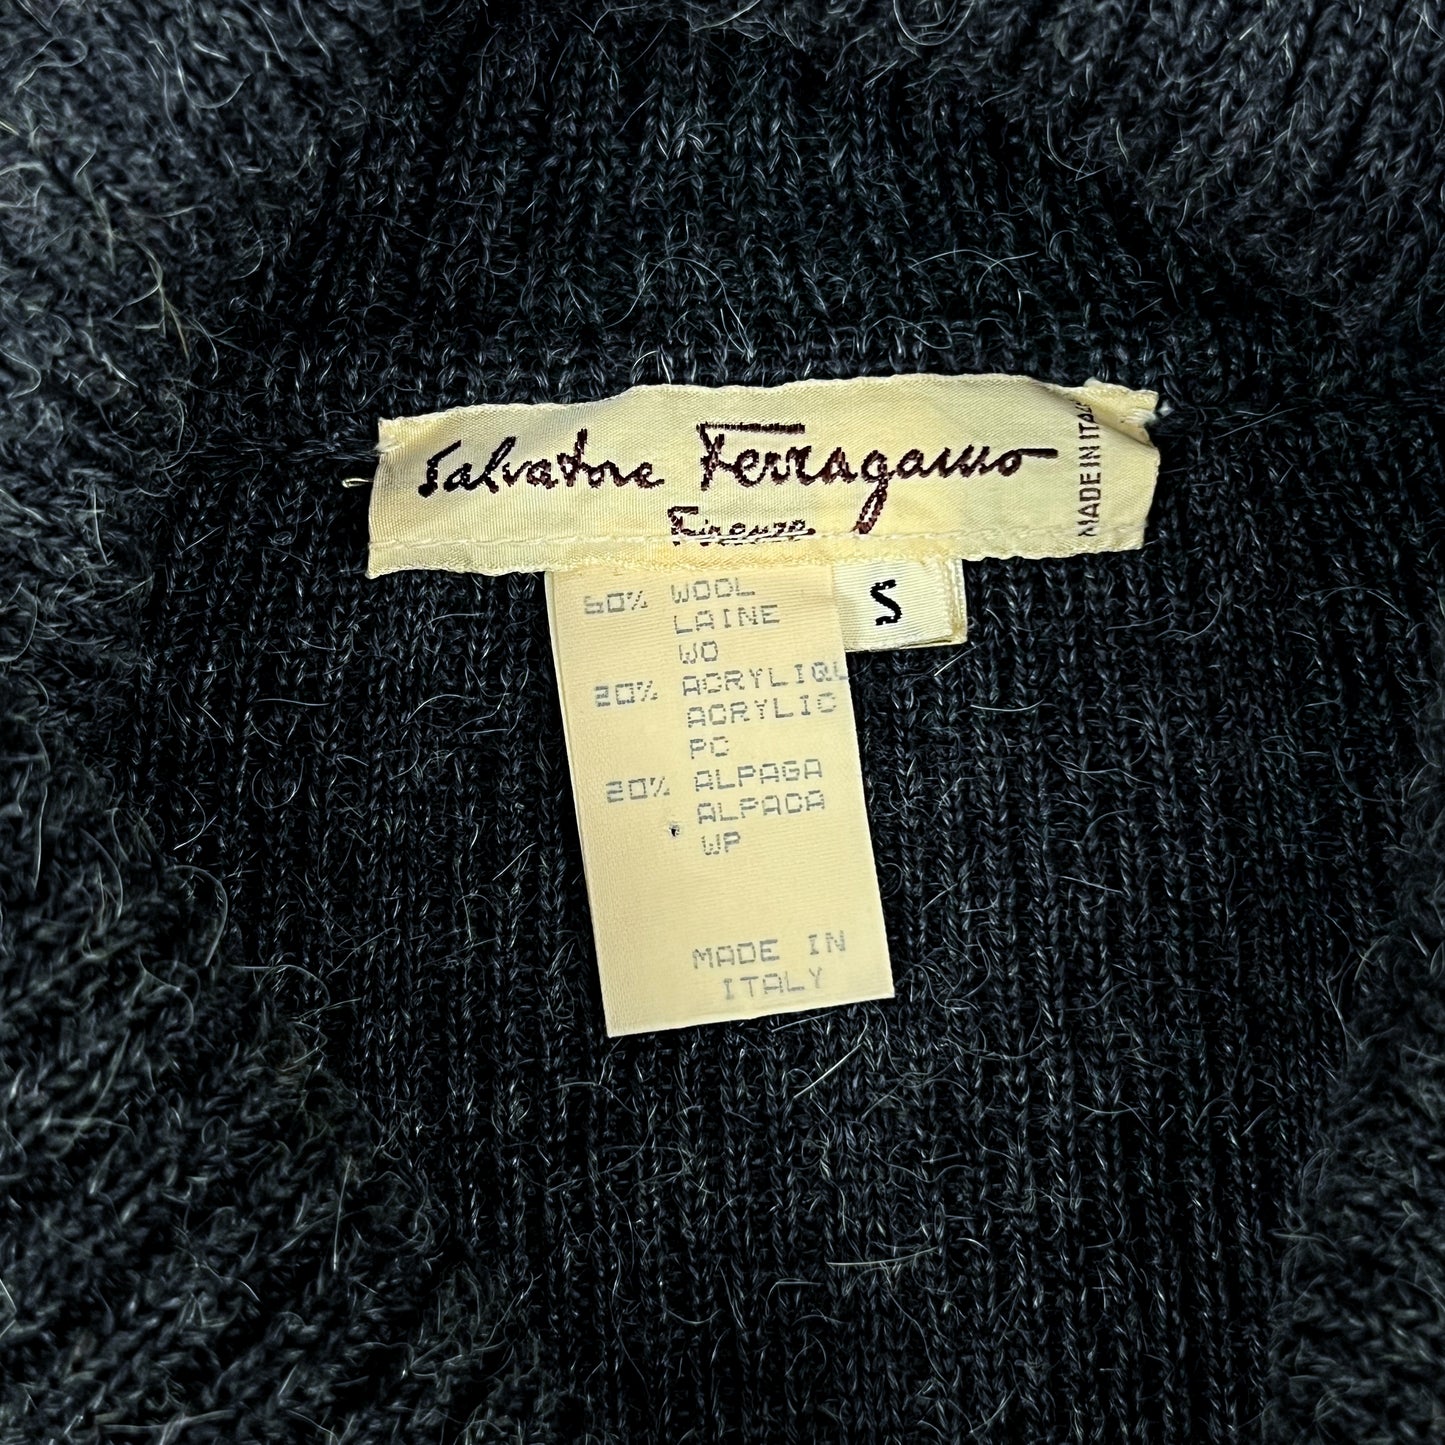 Salvatore Ferragamo
Firenze
MADE IN ITALY
S
60% WOOL
LAINE
WO
20% ACRYLIQU
ACRYLIC
PC
20% ALPAGA
ALPACA
WP
MADE IN
ITALY